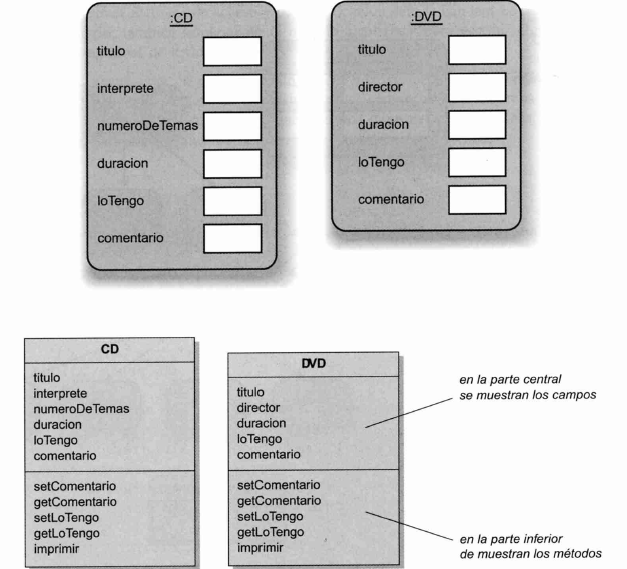 :CD
titulo
interprete
numeroDeTemas
duracion
loTengo
comentario
:DVD
titulo
director
duracion
loTengo
comentario
CD
titulo
interprete
numeroDeTemas
duracion
loTengo
comentario
setComentario
getComentario
setLoTengo
getLoTengo
imprimir
DVD
titulo
director
duracion
loTengo
comentario
setComentario
getComentario
setLoTengo
getLoTengo
imprimir
en la parte central
se muestran los campos
en la parte inferior
de muestran los métodos